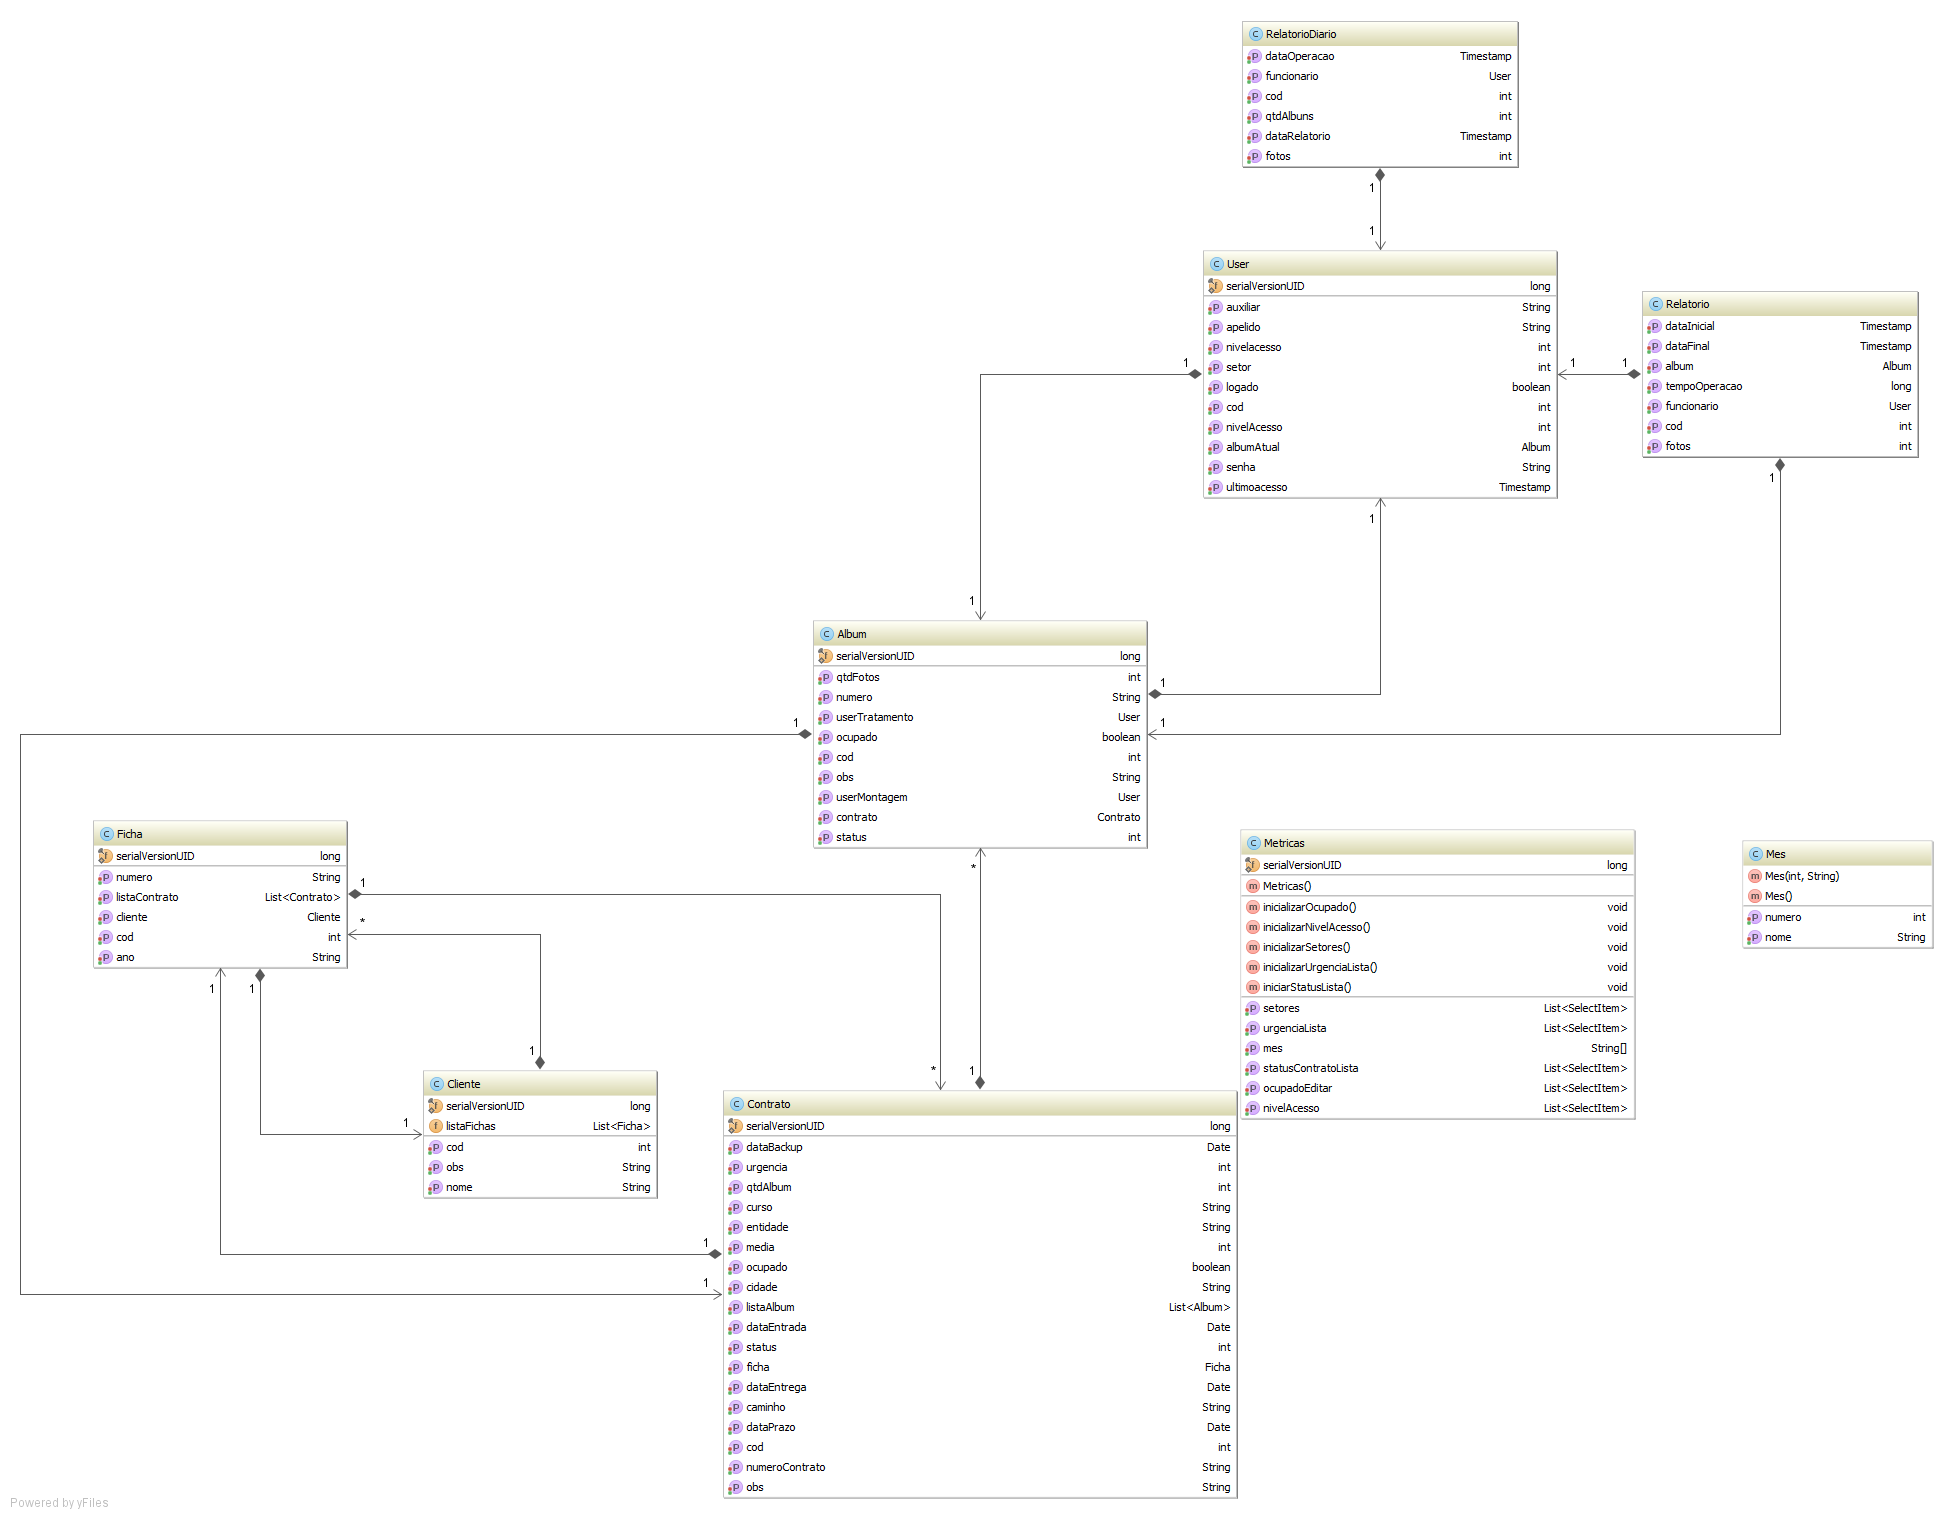 RelatorioDiario
dataOperacao Timestamp
funcionario User
cod int
qtdAlbuns int
dataRelatorio Timestamp
fotos int
1
1
User
serialVersionUID long
auxiliar String
apelido String
nivelacesso int
setor int
logado boolean
cod int
nivelAcesso int
albumAtual Album
senha String
ultimoacesso Timestamp
Relatorio
dataInicial Timestamp
dataFinal Timestamp
album Album
tempoOperacao long
funcionario User
cod int
fotos int
1
1
1
1
1
1
Album
serialVersionUID long
qtdFotos int
numero String
userTratamento User
ocupado boolean
cod int
obs String
userMontagem User
contrato Contrato
status int
1
1
1
*
Ficha
serialVersionUID long
numero String
listaContrato List<Contrato>
cliente Cliente
cod int
ano String
1
*
1
1
Metricas
serialVersionUID long
Metricas()
inicializarOcupado() void
inicializarNivelAcesso() void
inicializarSetores() void
inicializarUrgenciaLista() void
iniciarStatusLista() void
setores List<SelectItem>
urgenciaLista List<SelectItem>
mes String[]
statusContratoLista List<SelectItem>
ocupadoEditar List<SelectItem>
nivelAcesso List<SelectItem>
Mes
Mes(int, String)
Mes()
numero int
nome String
1
*
1
Cliente
serialVersionUID long
listaFichas List<Ficha>
cod int
obs String
nome String
1
Contrato
serialVersionUID long
dataBackup Date
urgencia int
qtdAlbum int
curso String
entidade String
media int
ocupado boolean
cidade String
listaAlbum List<Album>
dataEntrada Date
status int
ficha Ficha
dataEntrega Date
caminho String
dataPrazo Date
cod int
numeroContrato String
obs String
1
1
Powered by yFiles